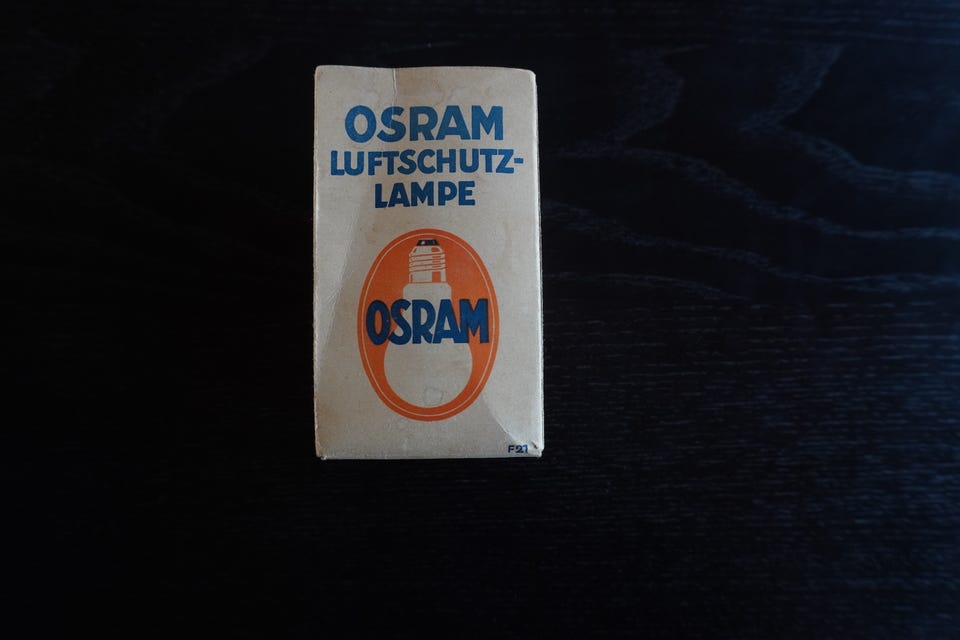 OSRAM
LUFTSCHUTZ-
LAMPE
OSRAM
F21